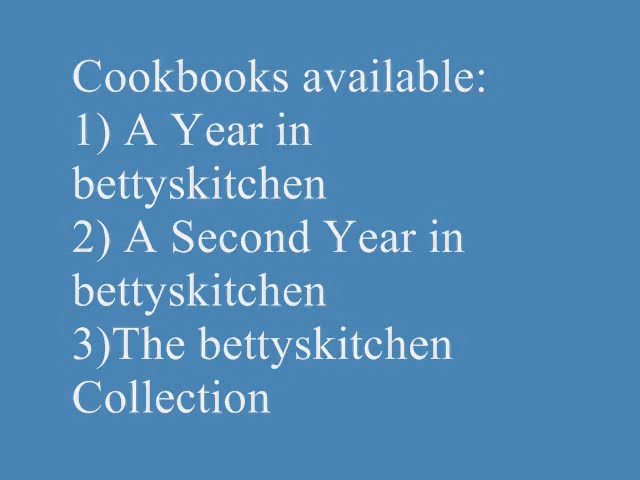 Cookbooks available:
1) A Year in
bettyskitchen
2) A Second Year in
bettyskitchen
3)The bettyskitchen
Collection